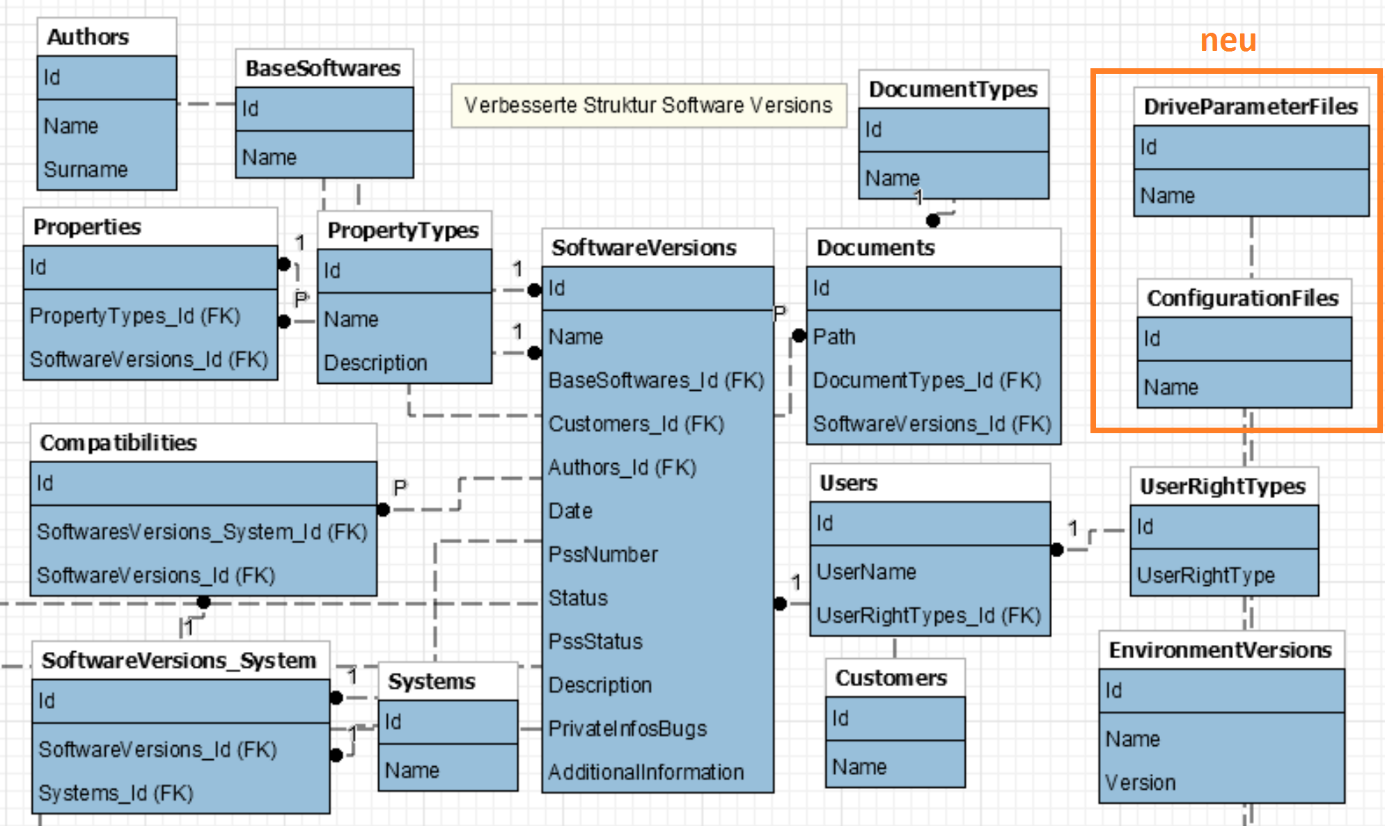 neu
Authors
Id
Name
Surname
BaseSoftwares
Id
Name
Verbesserte Struktur Software Versions
DocumentTypes
Id
Name
1
DriveParameterFiles
Id
Name
Properties
Id
PropertyTypes_Id (FK)
SoftwareVersions_Id (FK)
1
P
PropertyTypes
Id
Name
Description
1
1
SoftwareVersions
Id
Name
BaseSoftwares_Id (FK)
Customers_Id (FK)
Authors_Id (FK)
Date
PssNumber
Status
PssStatus
Description
PrivateInfosBugs
AdditionalInformation
P
Documents
Id
Path
DocumentTypes_Id (FK)
SoftwareVersions_Id (FK)
ConfigurationFiles
Id
Name
Compatibilities
Id
SoftwaresVersions_System_Id (FK)
SoftwareVersions_Id (FK)
P
1
Users
Id
UserName
UserRightTypes_Id (FK)
1
1
UserRightTypes
Id
UserRightType
SoftwareVersions_System
Id
SoftwareVersions_Id (FK)
Systems_Id (FK)
1
1
Systems
Id
Name
Customers
Id
Name
EnvironmentVersions
Id
Name
Version